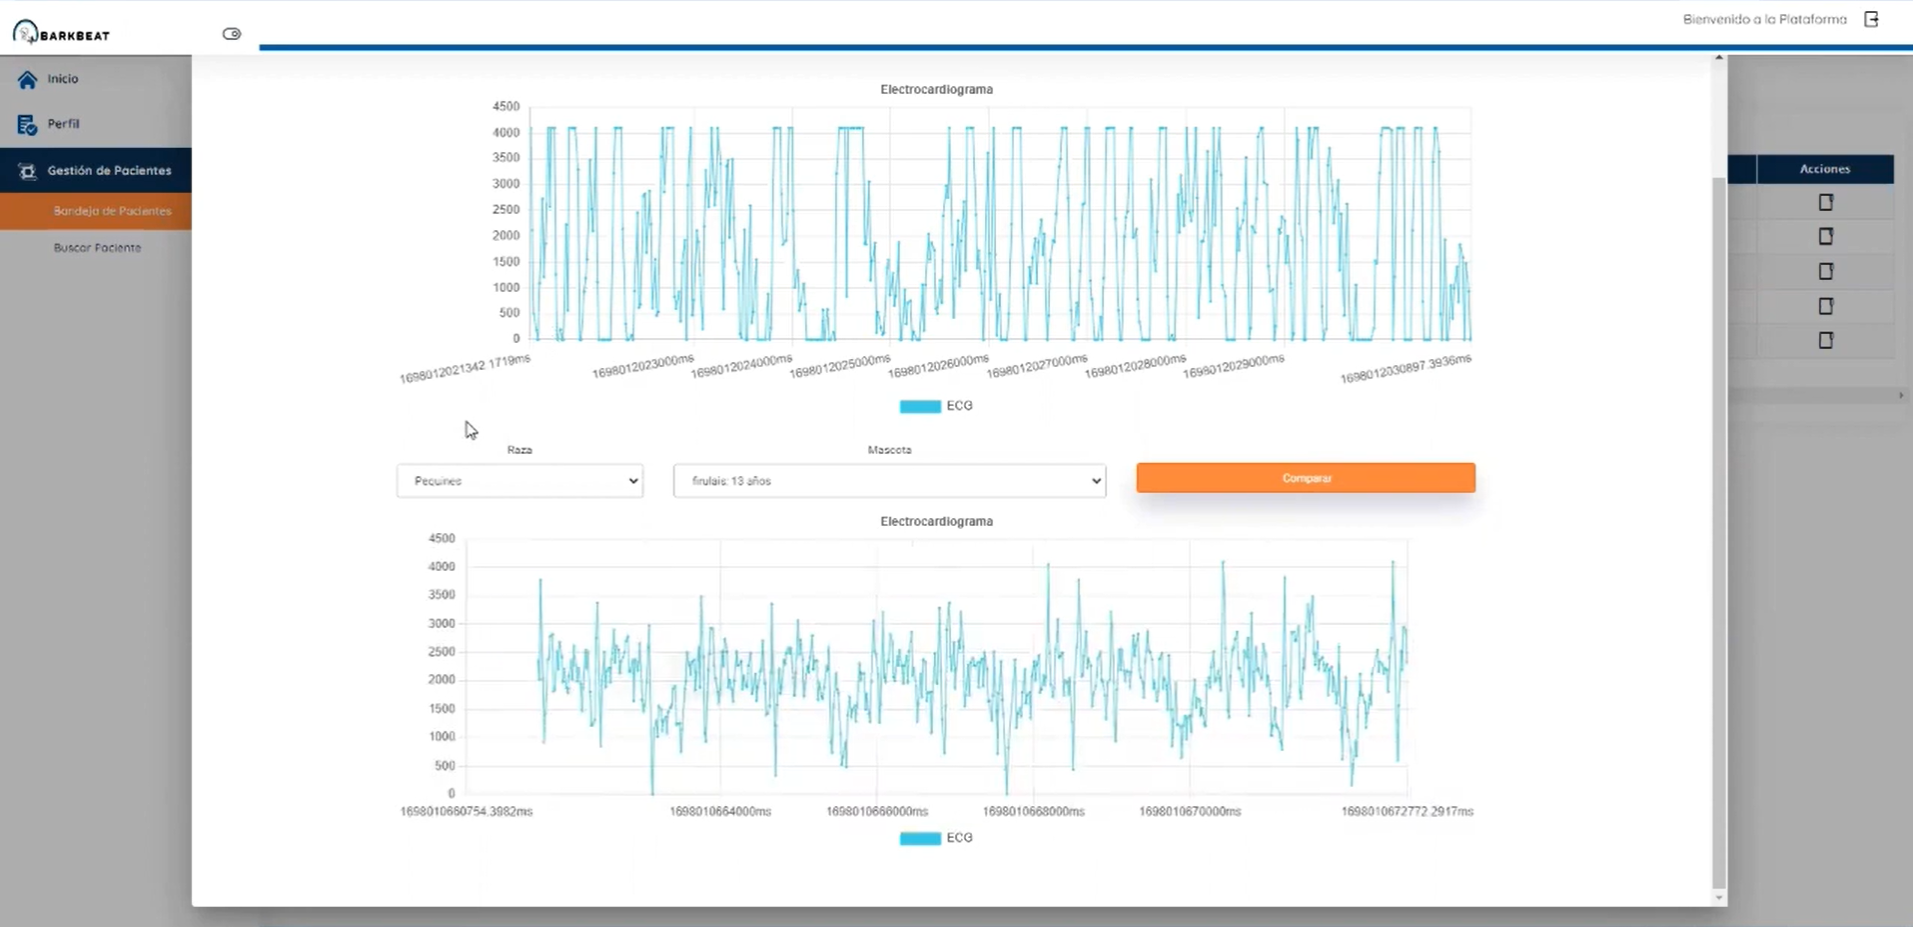 BARKBEAT
Bienvenido a la Plataforma
Inicio
Perfil
Gestión de Pacientes
Bandeja de Pacientes
Buscar Paciente
Acciones
Electrocardiograma
4500
4000
3500
3000
2500
2000
1500
1000
500
0
1698012021342.1719ms
1698012023000ms
1698012024000ms
1698012025000ms
1698012026000ms
1698012027000ms
1698012028000ms
1698012029000ms
1698012030897.3936ms
ECG
Raza
Mascota
Pequines
firulais: 13 años
Comparar
Electrocardiograma
4500
4000
3500
3000
2500
2000
1500
1000
500
0
1698010660754.3982ms
1698010664000ms
1698010666000ms
1698010668000ms
1698010670000ms
1698010672772.2917ms
ECG